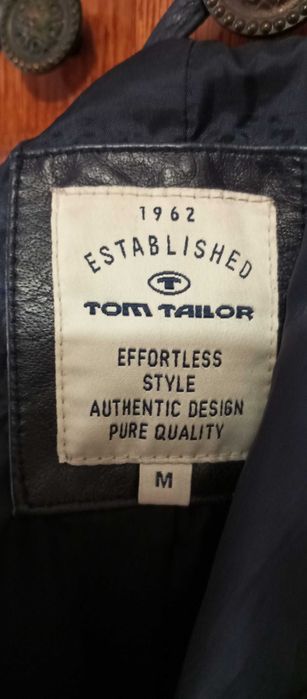 1962
ESTABLISHED
T
TOM TAILOR
EFFORTLESS
STYLE
AUTHENTIC DESIGN
PURE QUALITY
M